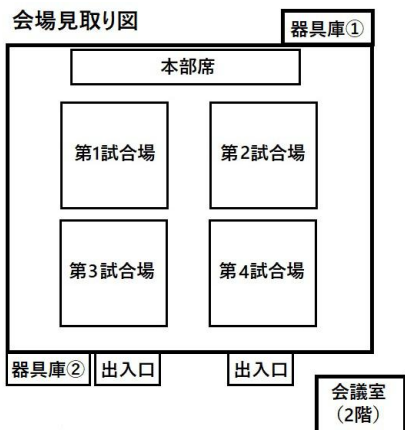 会場見取り図
器具庫①
本部席
第1試合場
第2試合場
第3試合場
第4試合場
器具庫②
出入口
出入口
会議室
（2階）